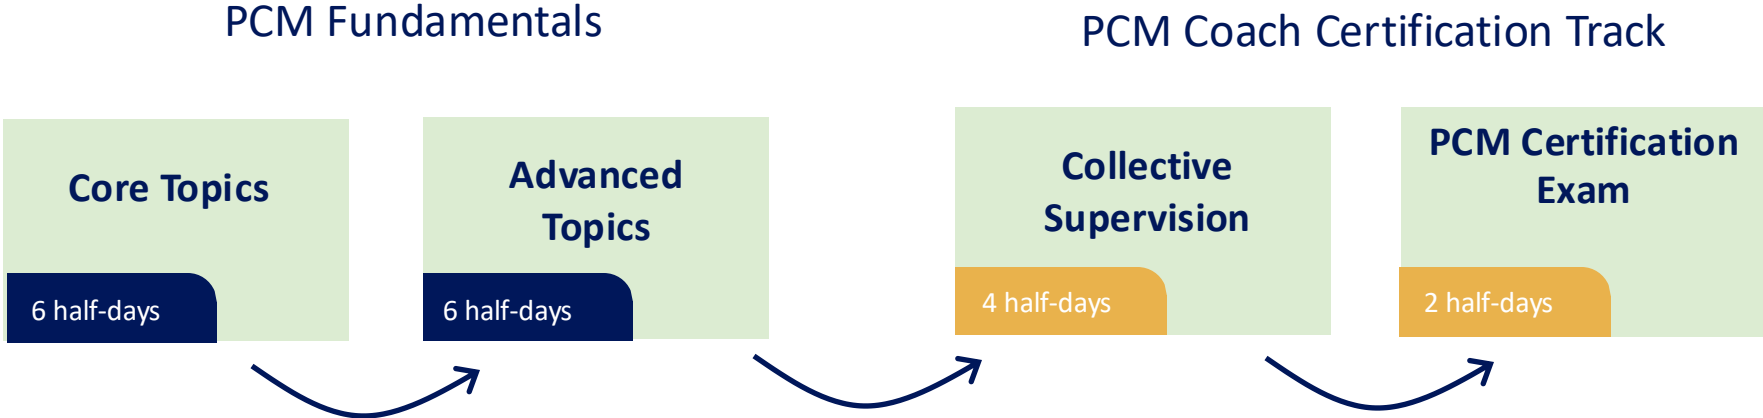 PCM Fundamentals
PCM Coach Certification Track
Core Topics
6 half-days
Advanced
Topics
6 half-days
Collective
Supervision
4 half-days
PCM Certification
Exam
2 half-days